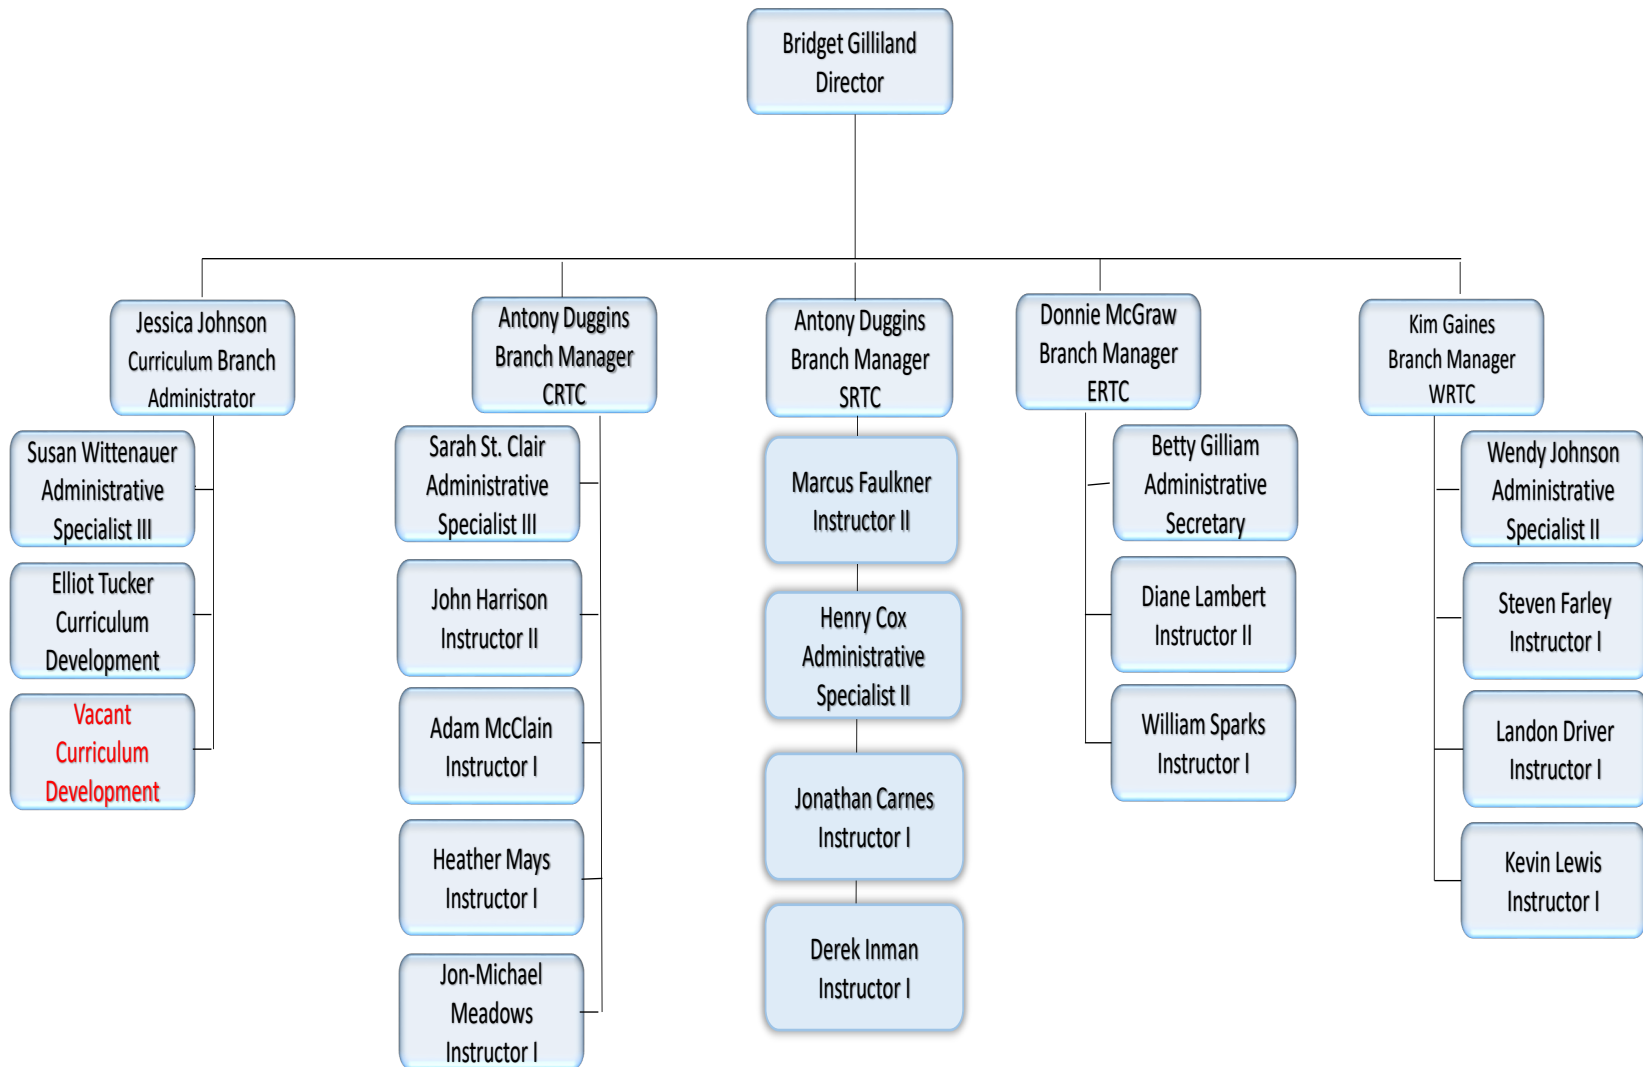 Bridget Gilliland
Director
Jessica Johnson
Curriculum Branch
Administrator
Susan Wittenauer
Administrative
Specialist III
Elliot Tucker
Curriculum
Development
Vacant
Curriculum
Development
Antony Duggins
Branch Manager
CRTC
Sarah St. Clair
Administrative
Specialist III
John Harrison
Instructor II
Adam McClain
Instructor I
Heather Mays
Instructor I
Jon-Michael
Meadows
Instructor I
Antony Duggins
Branch Manager
SRTC
Marcus Faulkner
Instructor II
Henry Cox
Administrative
Specialist II
Jonathan Carnes
Instructor I
Derek Inman
Instructor I
Donnie McGraw
Branch Manager
ERTC
Betty Gilliam
Administrative
Secretary
Diane Lambert
Instructor II
William Sparks
Instructor I
Kim Gaines
Branch Manager
WRTC
Wendy Johnson
Administrative
Specialist II
Steven Farley
Instructor I
Landon Driver
Instructor I
Kevin Lewis
Instructor I